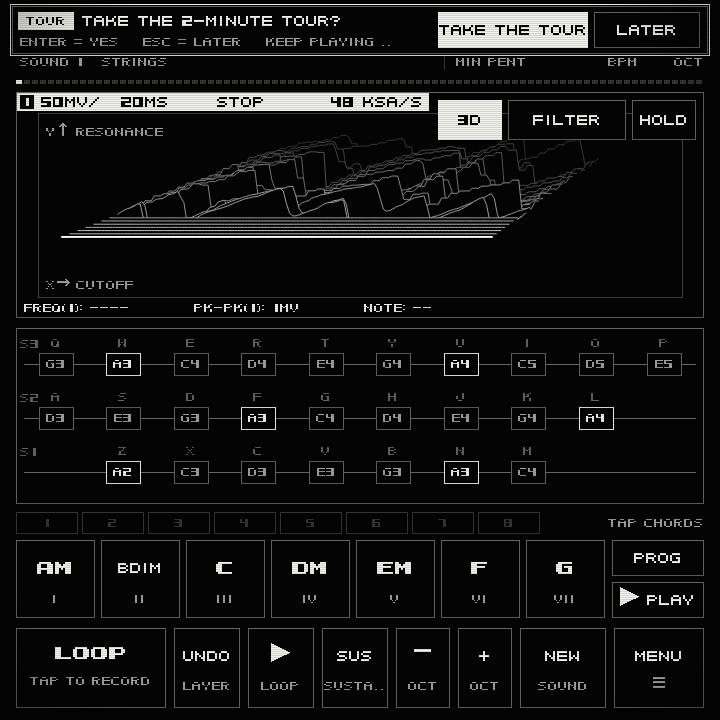 TOUR TAKE THE 2-MINUTE TOUR?
ENTER = YES ESC = LATER KEEP PLAYING ..
TAKE THE TOUR LATER
SOUND 1 STRINGS MIN PENT BPM OCT
1 50MV/ 20MS STOP 48 KSA/S
3D FILTER HOLD
Y↑ RESONANCE
X→ CUTOFF
FREQ(1): ---- PK-PK(1): 1MV NOTE: --
S3 Q W E R T Y U I O P
G3 A3 C4 D4 E4 G4 A4 C5 D5 E5
S2 A S D F G H J K L
D3 E3 G3 A3 C4 D4 E4 G4 A4
S1 Z X C V B N M
A2 C3 D3 E3 G3 A3 C4
1 2 3 4 5 6 7 8 TAP CHORDS
AM BDIM C DM EM F G
I II III IV V VI VII
PROG
▶ PLAY
LOOP
TAP TO RECORD
UNDO
LAYER
▶
LOOP
SUS
SUSTA..
−
OCT
+
OCT
NEW
SOUND
MENU
☰